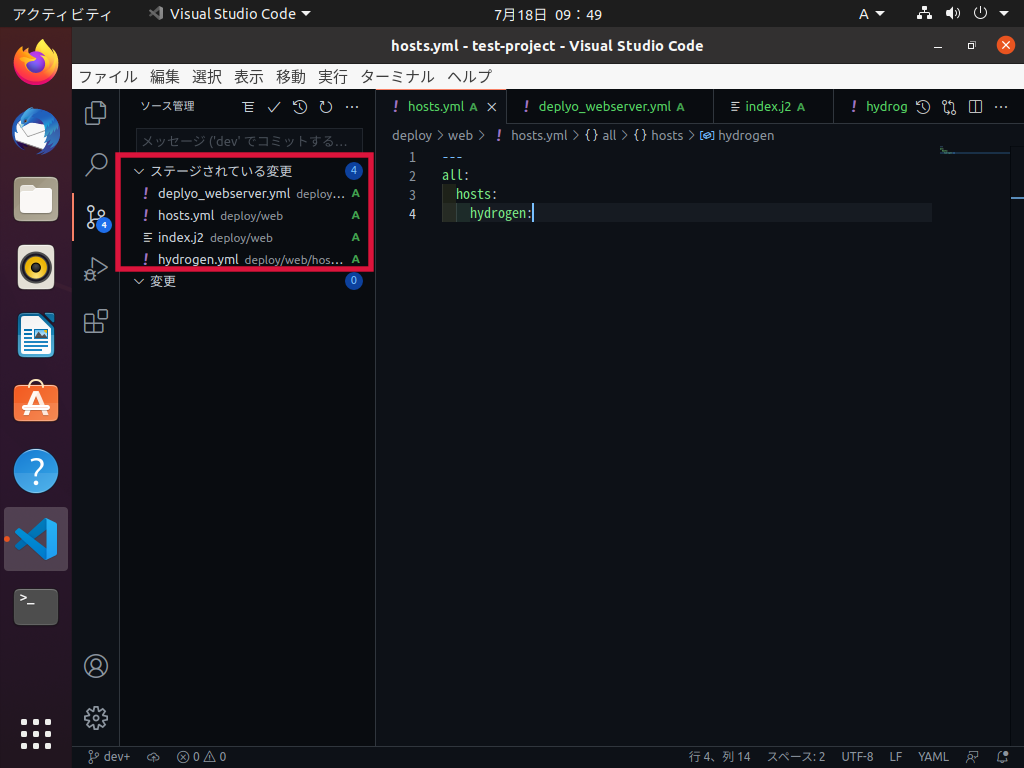 アクティビティ Visual Studio Code 7月18日 09：49 A
hosts.yml - test-project - Visual Studio Code
ファイル 編集 選択 表示 移動 実行 ターミナル ヘルプ
ソース管理
hosts.yml A
deplyo_webserver.yml A
index.j2 A
hydrog
メッセージ ('dev' でコミットする…
deploy > web > hosts.yml > {} all > {} hosts > hydrogen
ステージされている変更 4
deplyo_webserver.yml deploy... A
hosts.yml deploy/web A
index.j2 deploy/web A
hydrogen.yml deploy/web/hos... A
変更 0
4
1 ---
2 all:
3 hosts:
4 hydrogen:
>_
dev+ 0 0 行 4、列 14 スペース: 2 UTF-8 LF YAML